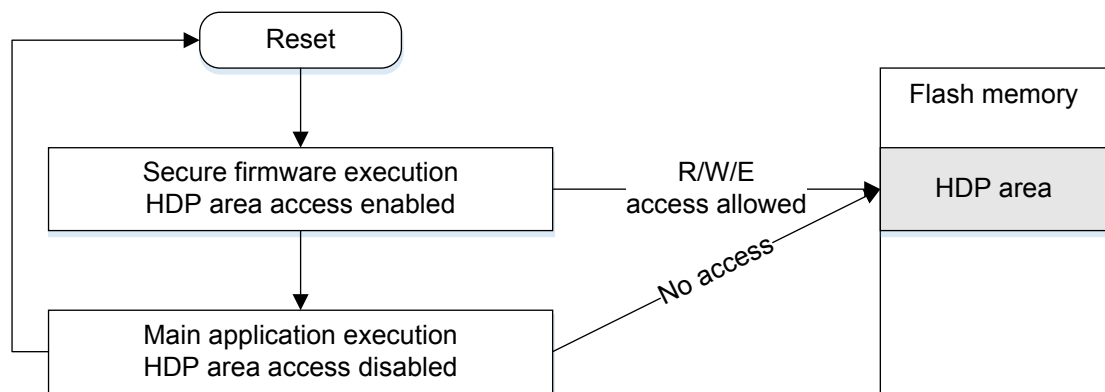 Reset
Flash memory
Secure firmware execution
HDP area access enabled
R/W/E
access allowed
HDP area
No access
Main application execution
HDP area access disabled